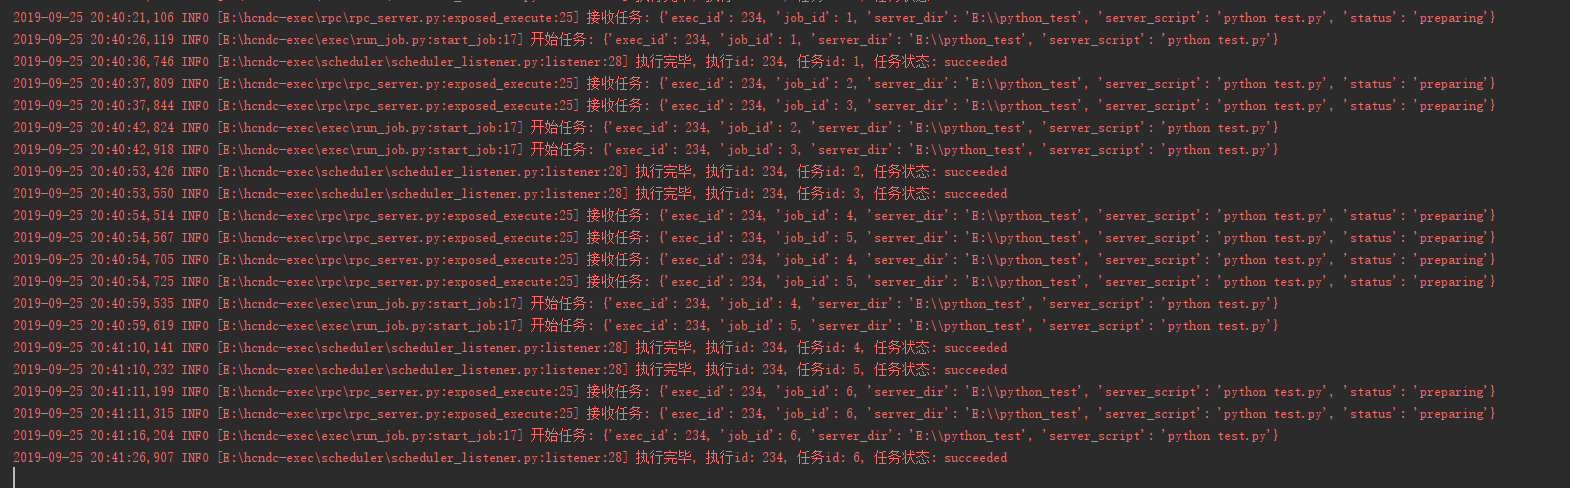 2019-09-25 20:40:21,106 INFO [E:\hcndc-exec\rpc\rpc_server.py:exposed_execute:25] 接收任务: {'exec_id': 234, 'job_id': 1, 'server_dir': 'E:\\python_test', 'server_script': 'python test.py', 'status': 'preparing'}
2019-09-25 20:40:26,119 INFO [E:\hcndc-exec\exec\run_job.py:start_job:17] 开始任务: {'exec_id': 234, 'job_id': 1, 'server_dir': 'E:\\python_test', 'server_script': 'python test.py'}
2019-09-25 20:40:36,746 INFO [E:\hcndc-exec\scheduler\scheduler_listener.py:listener:28] 执行完毕, 执行id: 234, 任务id: 1, 任务状态: succeeded
2019-09-25 20:40:37,809 INFO [E:\hcndc-exec\rpc\rpc_server.py:exposed_execute:25] 接收任务: {'exec_id': 234, 'job_id': 2, 'server_dir': 'E:\\python_test', 'server_script': 'python test.py', 'status': 'preparing'}
2019-09-25 20:40:37,844 INFO [E:\hcndc-exec\rpc\rpc_server.py:exposed_execute:25] 接收任务: {'exec_id': 234, 'job_id': 3, 'server_dir': 'E:\\python_test', 'server_script': 'python test.py', 'status': 'preparing'}
2019-09-25 20:40:42,824 INFO [E:\hcndc-exec\exec\run_job.py:start_job:17] 开始任务: {'exec_id': 234, 'job_id': 2, 'server_dir': 'E:\\python_test', 'server_script': 'python test.py'}
2019-09-25 20:40:42,918 INFO [E:\hcndc-exec\exec\run_job.py:start_job:17] 开始任务: {'exec_id': 234, 'job_id': 3, 'server_dir': 'E:\\python_test', 'server_script': 'python test.py'}
2019-09-25 20:40:53,426 INFO [E:\hcndc-exec\scheduler\scheduler_listener.py:listener:28] 执行完毕, 执行id: 234, 任务id: 2, 任务状态: succeeded
2019-09-25 20:40:53,550 INFO [E:\hcndc-exec\scheduler\scheduler_listener.py:listener:28] 执行完毕, 执行id: 234, 任务id: 3, 任务状态: succeeded
2019-09-25 20:40:54,514 INFO [E:\hcndc-exec\rpc\rpc_server.py:exposed_execute:25] 接收任务: {'exec_id': 234, 'job_id': 4, 'server_dir': 'E:\\python_test', 'server_script': 'python test.py', 'status': 'preparing'}
2019-09-25 20:40:54,567 INFO [E:\hcndc-exec\rpc\rpc_server.py:exposed_execute:25] 接收任务: {'exec_id': 234, 'job_id': 5, 'server_dir': 'E:\\python_test', 'server_script': 'python test.py', 'status': 'preparing'}
2019-09-25 20:40:54,705 INFO [E:\hcndc-exec\rpc\rpc_server.py:exposed_execute:25] 接收任务: {'exec_id': 234, 'job_id': 4, 'server_dir': 'E:\\python_test', 'server_script': 'python test.py', 'status': 'preparing'}
2019-09-25 20:40:54,725 INFO [E:\hcndc-exec\rpc\rpc_server.py:exposed_execute:25] 接收任务: {'exec_id': 234, 'job_id': 5, 'server_dir': 'E:\\python_test', 'server_script': 'python test.py', 'status': 'preparing'}
2019-09-25 20:40:59,535 INFO [E:\hcndc-exec\exec\run_job.py:start_job:17] 开始任务: {'exec_id': 234, 'job_id': 4, 'server_dir': 'E:\\python_test', 'server_script': 'python test.py'}
2019-09-25 20:40:59,619 INFO [E:\hcndc-exec\exec\run_job.py:start_job:17] 开始任务: {'exec_id': 234, 'job_id': 5, 'server_dir': 'E:\\python_test', 'server_script': 'python test.py'}
2019-09-25 20:41:10,141 INFO [E:\hcndc-exec\scheduler\scheduler_listener.py:listener:28] 执行完毕, 执行id: 234, 任务id: 4, 任务状态: succeeded
2019-09-25 20:41:10,232 INFO [E:\hcndc-exec\scheduler\scheduler_listener.py:listener:28] 执行完毕, 执行id: 234, 任务id: 5, 任务状态: succeeded
2019-09-25 20:41:11,199 INFO [E:\hcndc-exec\rpc\rpc_server.py:exposed_execute:25] 接收任务: {'exec_id': 234, 'job_id': 6, 'server_dir': 'E:\\python_test', 'server_script': 'python test.py', 'status': 'preparing'}
2019-09-25 20:41:11,315 INFO [E:\hcndc-exec\rpc\rpc_server.py:exposed_execute:25] 接收任务: {'exec_id': 234, 'job_id': 6, 'server_dir': 'E:\\python_test', 'server_script': 'python test.py', 'status': 'preparing'}
2019-09-25 20:41:16,204 INFO [E:\hcndc-exec\exec\run_job.py:start_job:17] 开始任务: {'exec_id': 234, 'job_id': 6, 'server_dir': 'E:\\python_test', 'server_script': 'python test.py'}
2019-09-25 20:41:26,907 INFO [E:\hcndc-exec\scheduler\scheduler_listener.py:listener:28] 执行完毕, 执行id: 234, 任务id: 6, 任务状态: succeeded